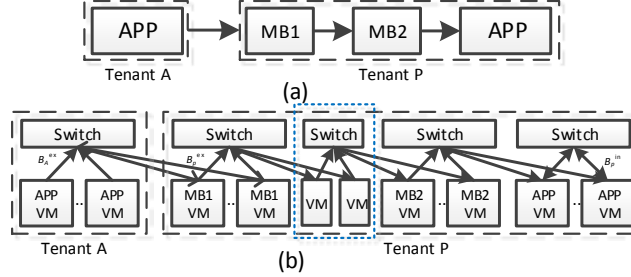 APP
MB1
MB2
APP
Tenant A
Tenant P
(a)
Switch
Switch
Switch
Switch
Switch
B_A^ex
B_P^ex
B_P^in
APP VM
..
APP VM
MB1 VM
..
MB1 VM
VM
VM
MB2 VM
..
MB2 VM
APP VM
..
APP VM
Tenant A
Tenant P
(b)